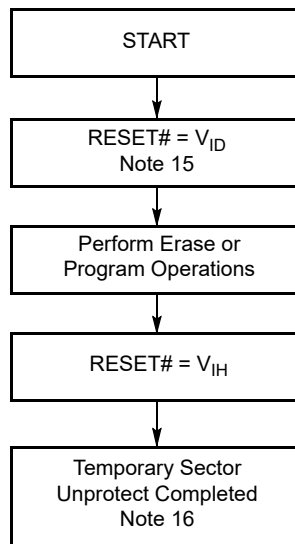 START
RESET# = VID
Note 15
Perform Erase or
Program Operations
RESET# = VIH
Temporary Sector
Unprotect Completed
Note 16